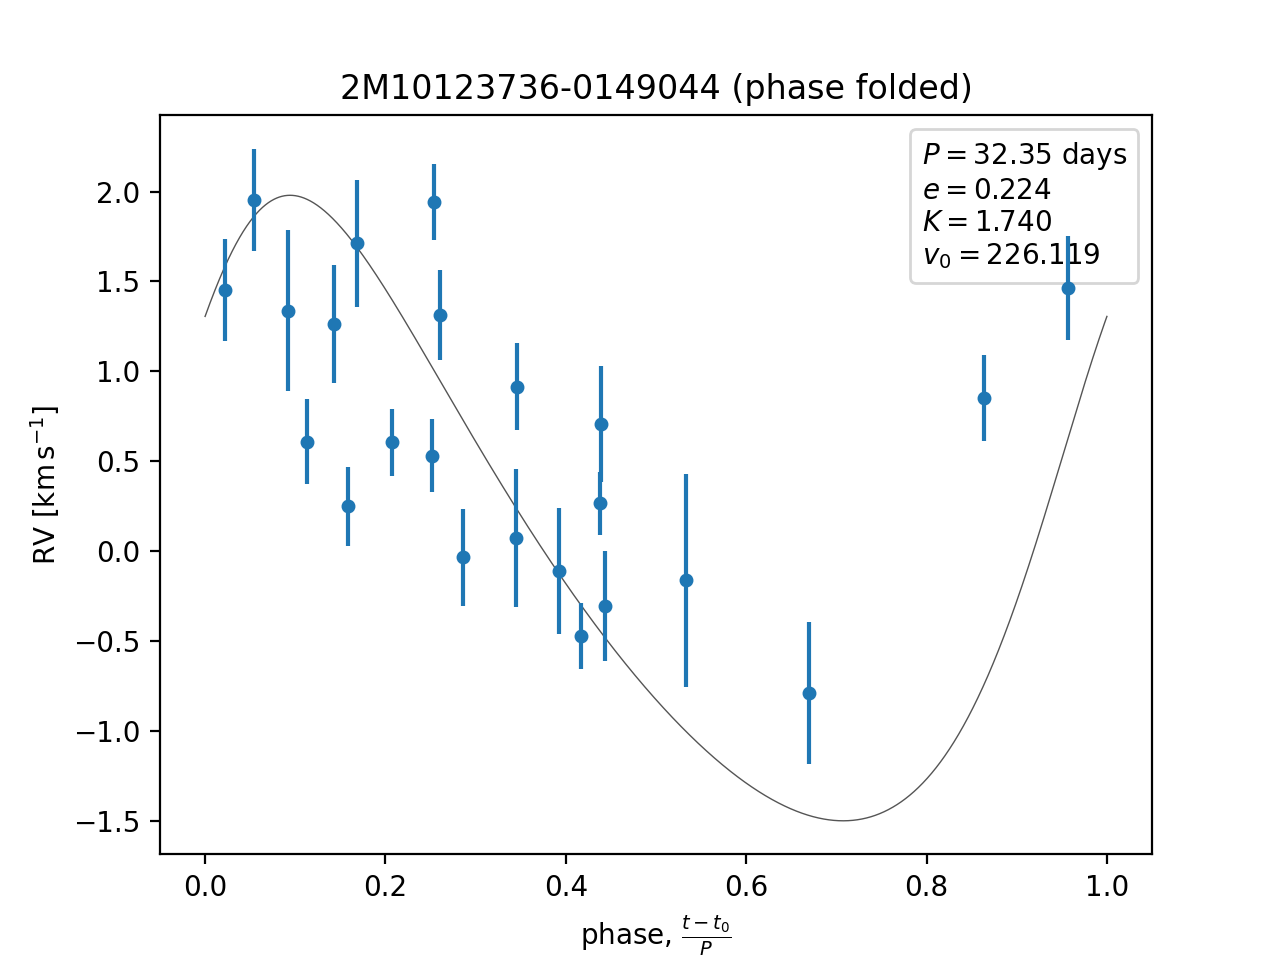 2M10123736-0149044 (phase folded)
P = 32.35 days
e = 0.224
K = 1.740
v₀ = 226.119
RV [km s⁻¹]
2.0
1.5
1.0
0.5
0.0
−0.5
−1.0
−1.5
0.0 0.2 0.4 0.6 0.8 1.0
phase, (t − t₀)/P